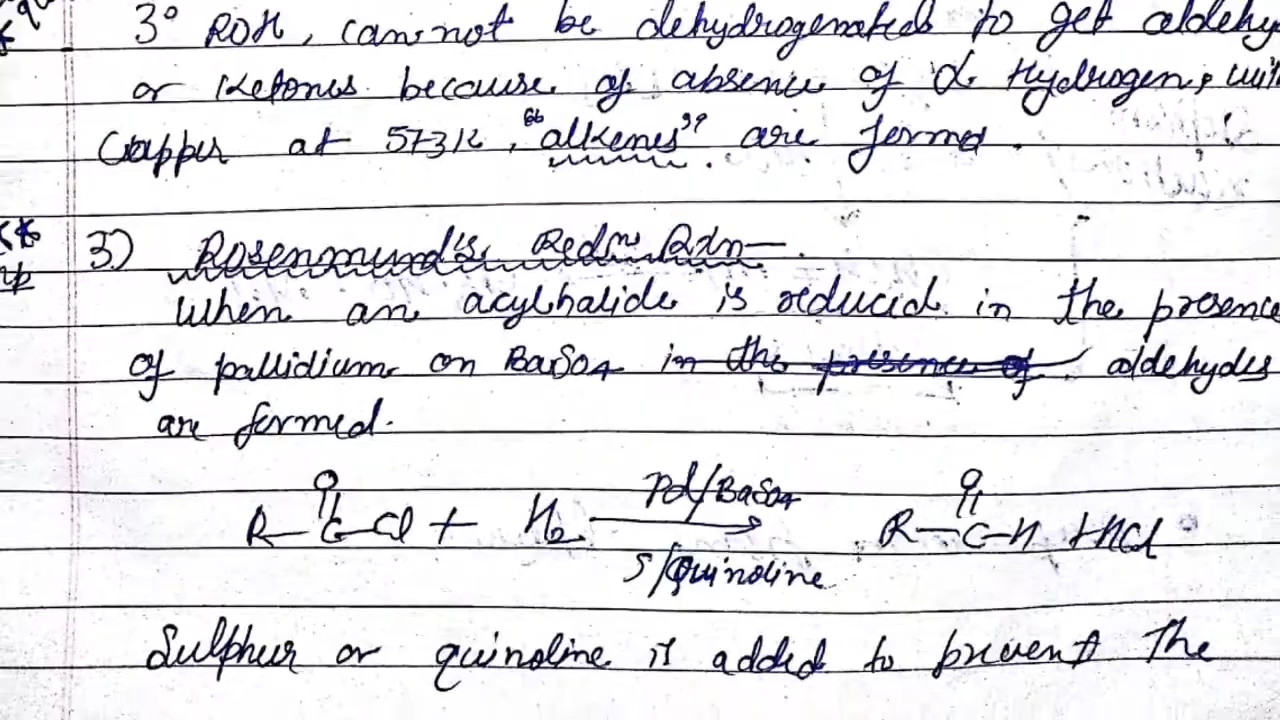 3° ROH, can not be dehydrogenated to get aldehy
or Ketones because of absence of α Hydrogen, wit
Copper at 573K, "alkenes" are formed.
3) Rosenmund's Redn Rxn—.
When an acylhalide is reduced in the presence
of pallidium on BaSO4 in the presence of aldehydes
are formed.
O O
R—C—Cl + H2 Pd/BaSO4 R—C—H + HCl
S/Quinoline
Sulphur or quinoline is added to prevent the